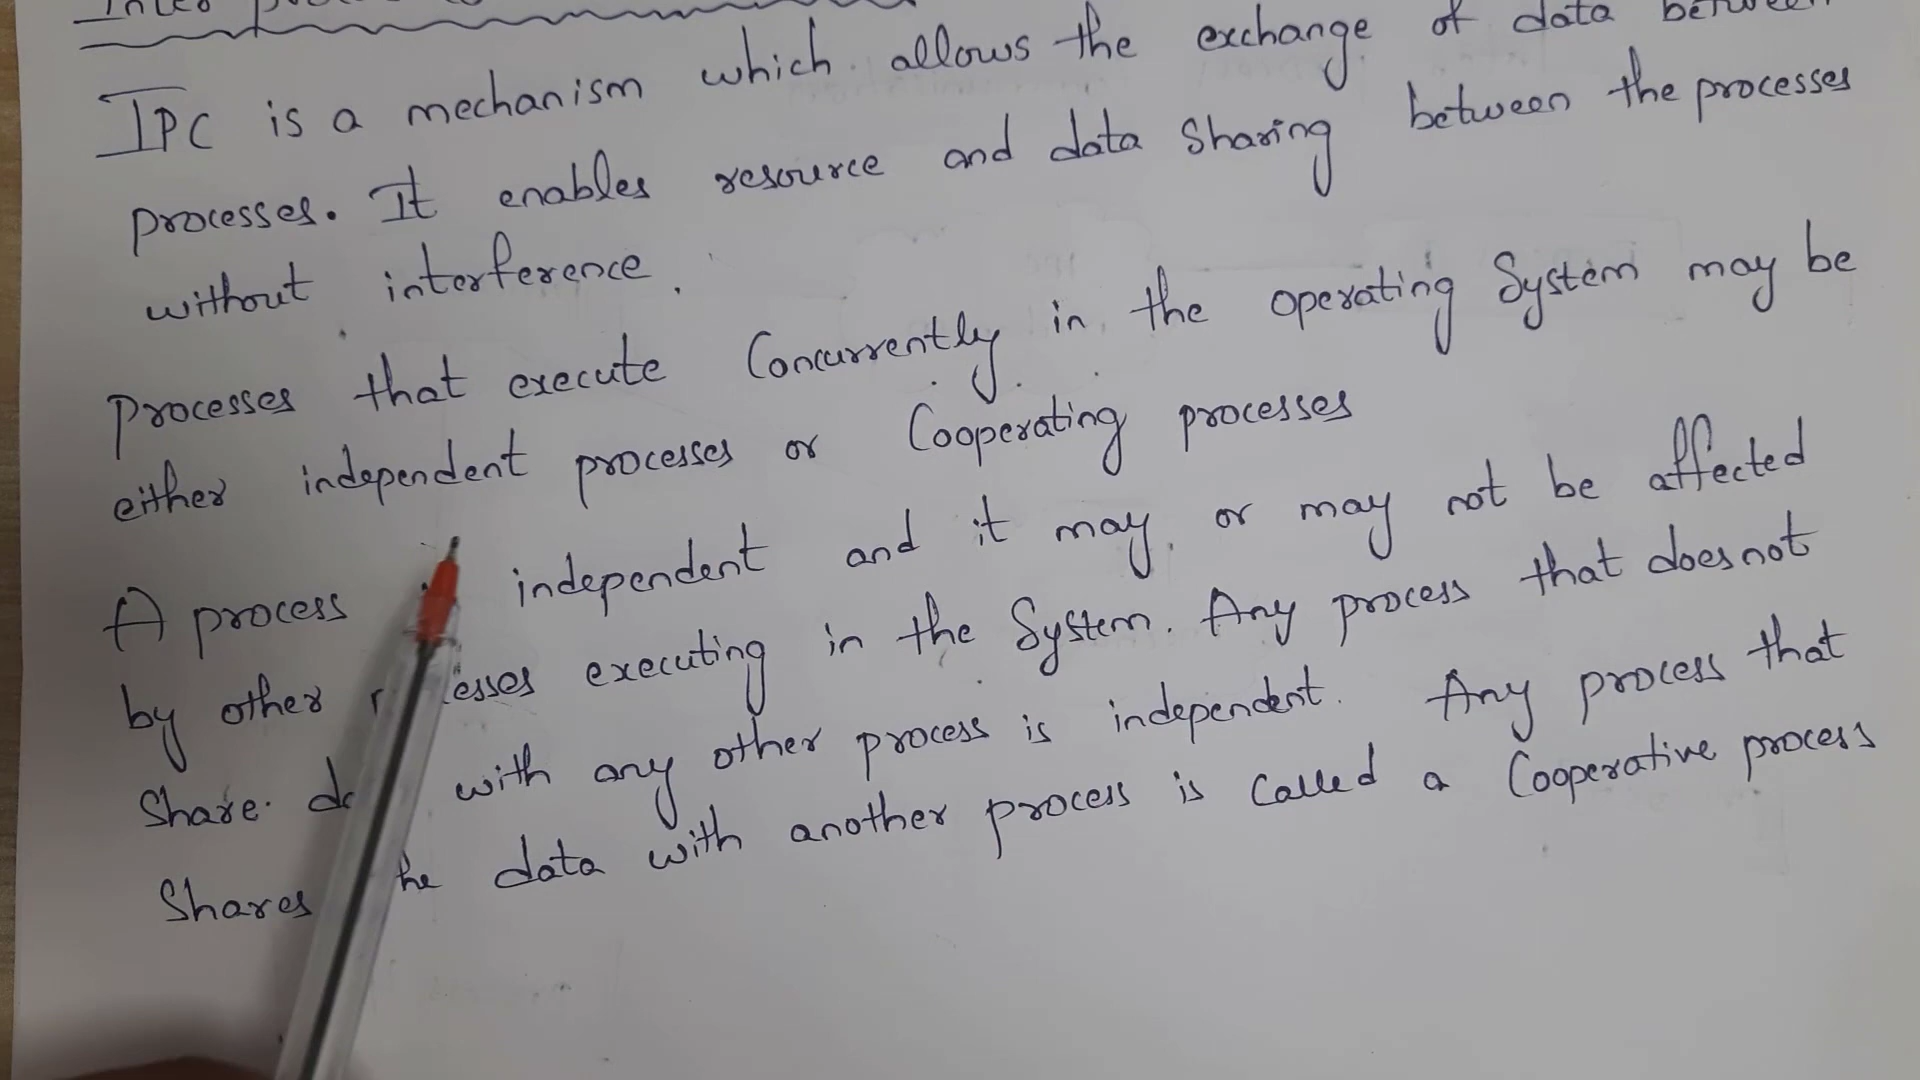 Inter
IPC is a mechanism which allows the exchange of data between
processes. It enables resource and data sharing between the processes
without interference.
Processes that execute Concurrently in the operating System may be
either independent processes or Cooperating processes
A process independent and it may or may not be affected
by other esses executing in the System. Any process that does not
Share with any other process is independent. Any process that
Shares he data with another process is called a Cooperative process